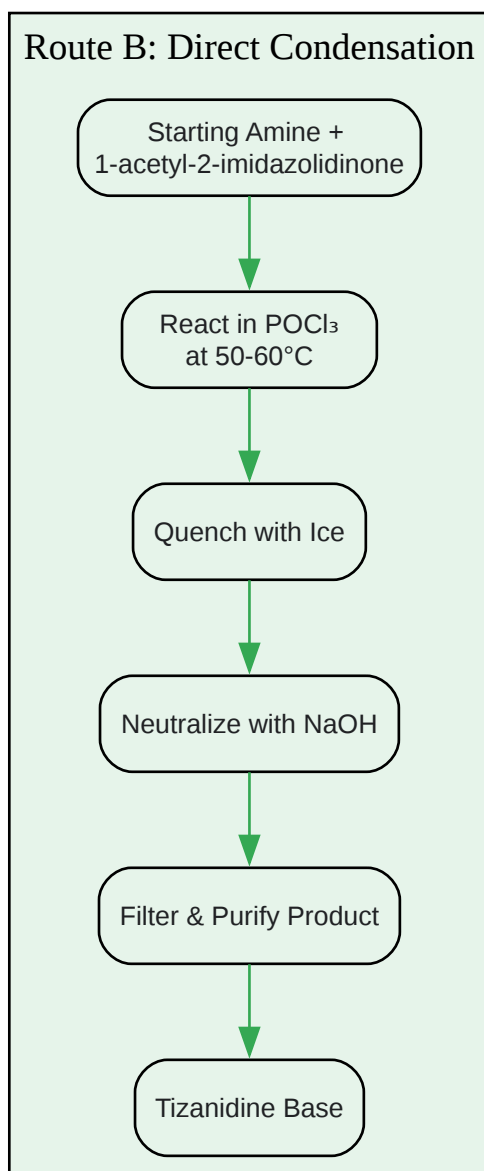 Route B: Direct Condensation
Starting Amine +
1-acetyl-2-imidazolidinone
React in POCl₃
at 50-60°C
Quench with Ice
Neutralize with NaOH
Filter & Purify Product
Tizanidine Base